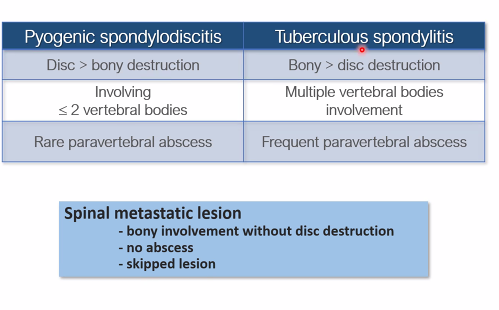 Pyogenic spondylodiscitis Tuberculous spondylitis
Disc > bony destruction Bony > disc destruction
Involving Multiple vertebral bodies
≤ 2 vertebral bodies involvement
Rare paravertebral abscess Frequent paravertebral abscess
Spinal metastatic lesion
- bony involvement without disc destruction
- no abscess
- skipped lesion